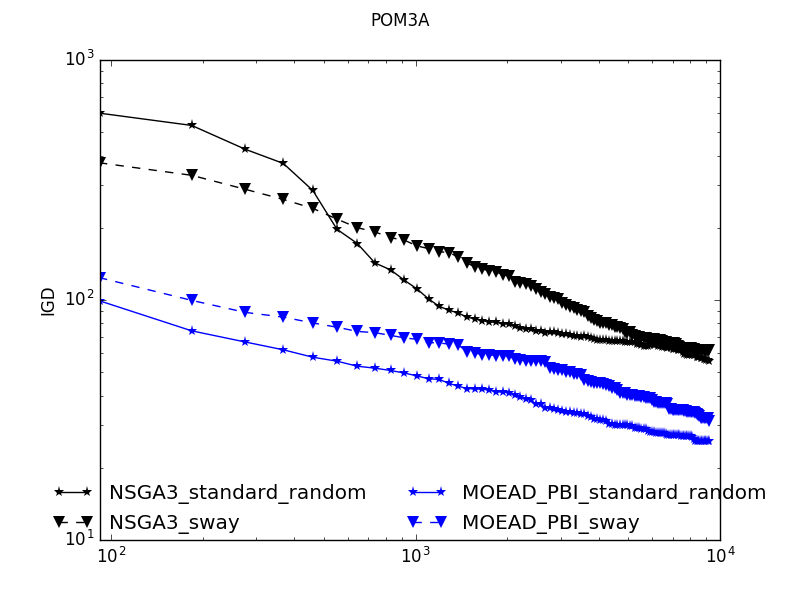 POM3A
10^3
10^2
10^1
IGD
NSGA3_standard_random
MOEAD_PBI_standard_random
NSGA3_sway
MOEAD_PBI_sway
10^2
10^3
10^4